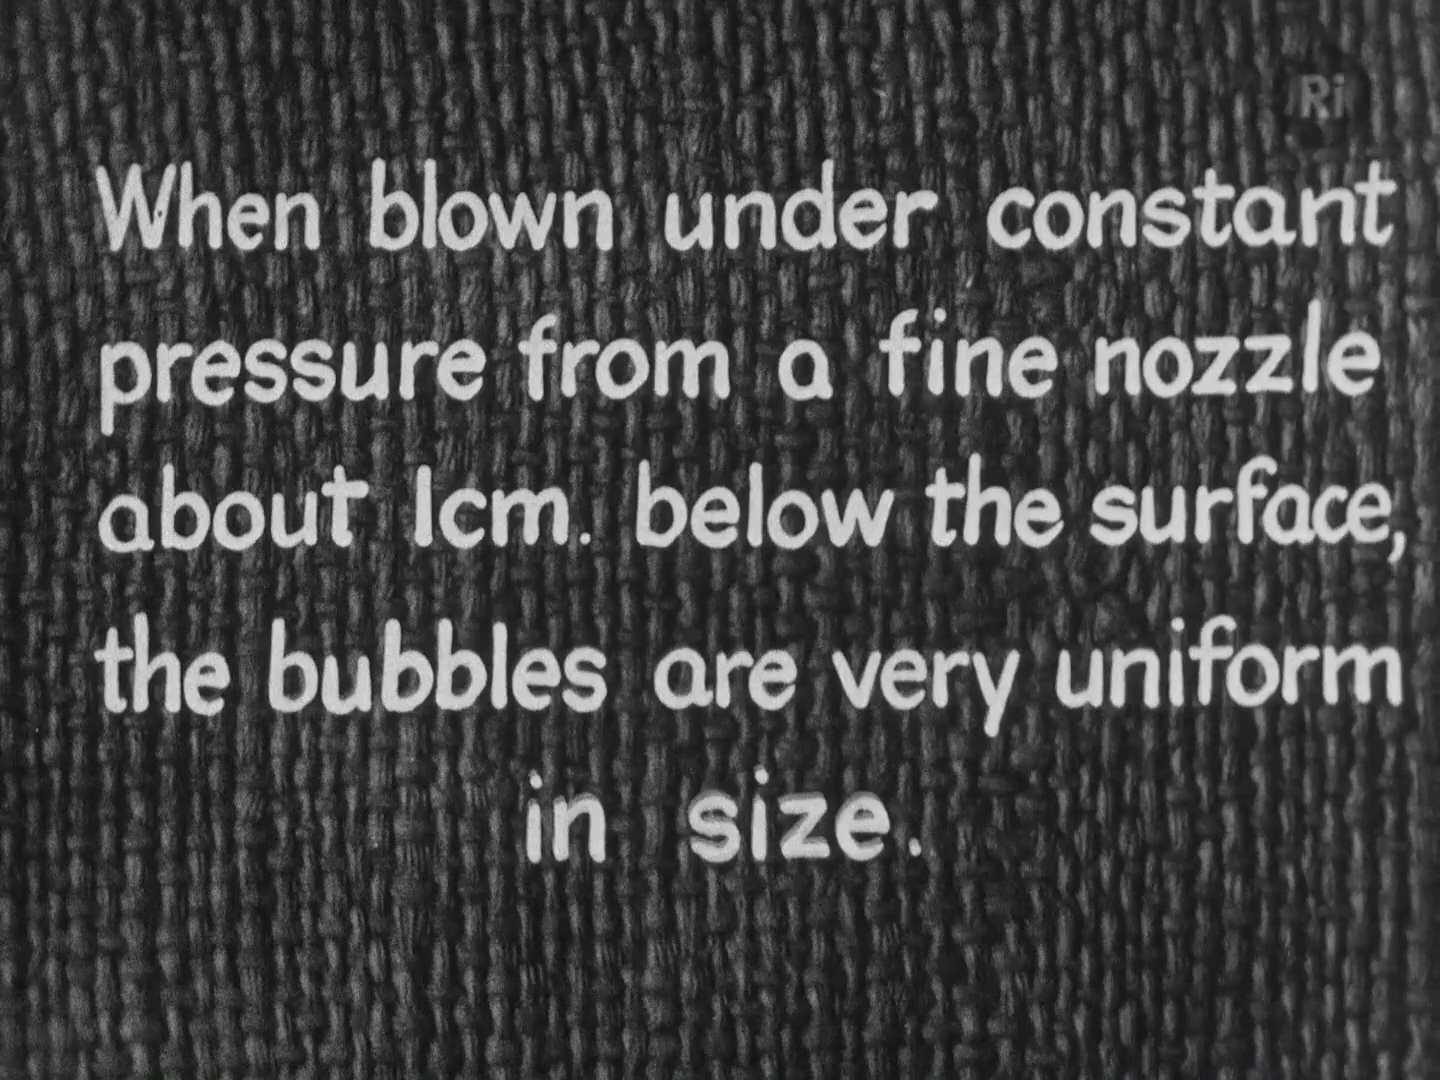 Ri
When blown under constant
pressure from a fine nozzle
about 1cm. below the surface,
the bubbles are very uniform
in size.